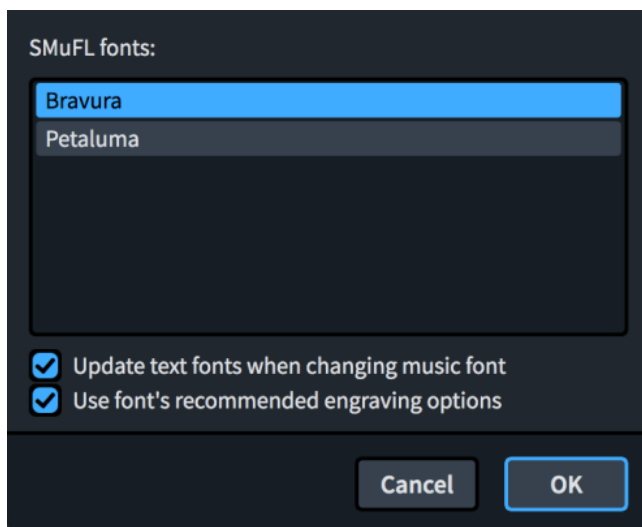 SMuFL fonts:
Bravura
Petaluma
Update text fonts when changing music font
Use font's recommended engraving options
Cancel OK